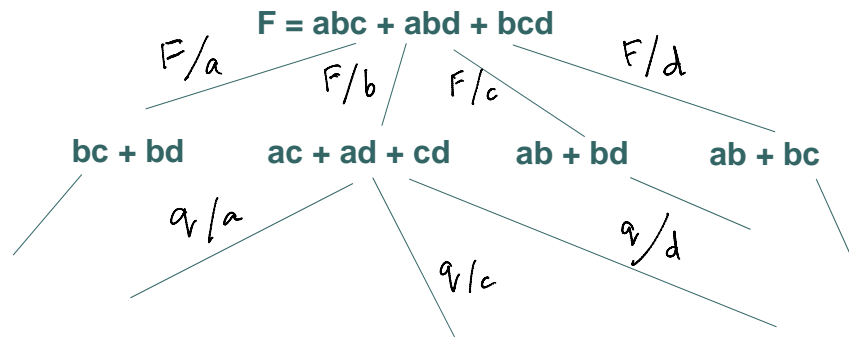 F = abc + abd + bcd
F/a
F/b
F/c
F/d
bc + bd
ac + ad + cd
ab + bd
ab + bc
q/a
q/c
q/d